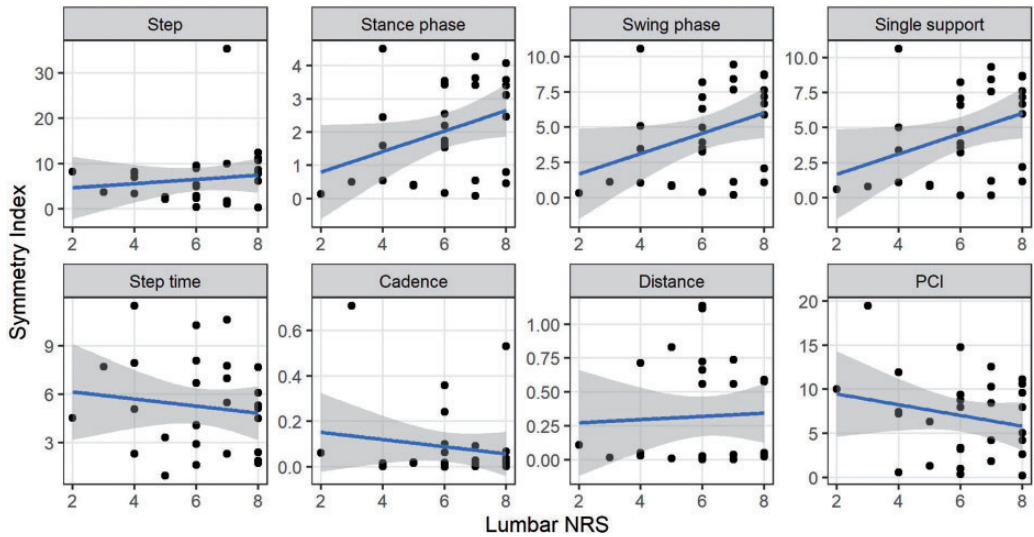 Step
Stance phase
Swing phase
Single support
30
20
10
0
4
3
2
1
0
10.0
7.5
5.0
2.5
0.0
10.0
7.5
5.0
2.5
0.0
2 4 6 8
2 4 6 8
2 4 6 8
2 4 6 8
Symmetry Index
Step time
Cadence
Distance
PCI
9
6
3
0.6
0.4
0.2
0.0
1.00
0.75
0.50
0.25
0.00
20
15
10
5
0
2 4 6 8
2 4 6 8
2 4 6 8
2 4 6 8
Lumbar NRS